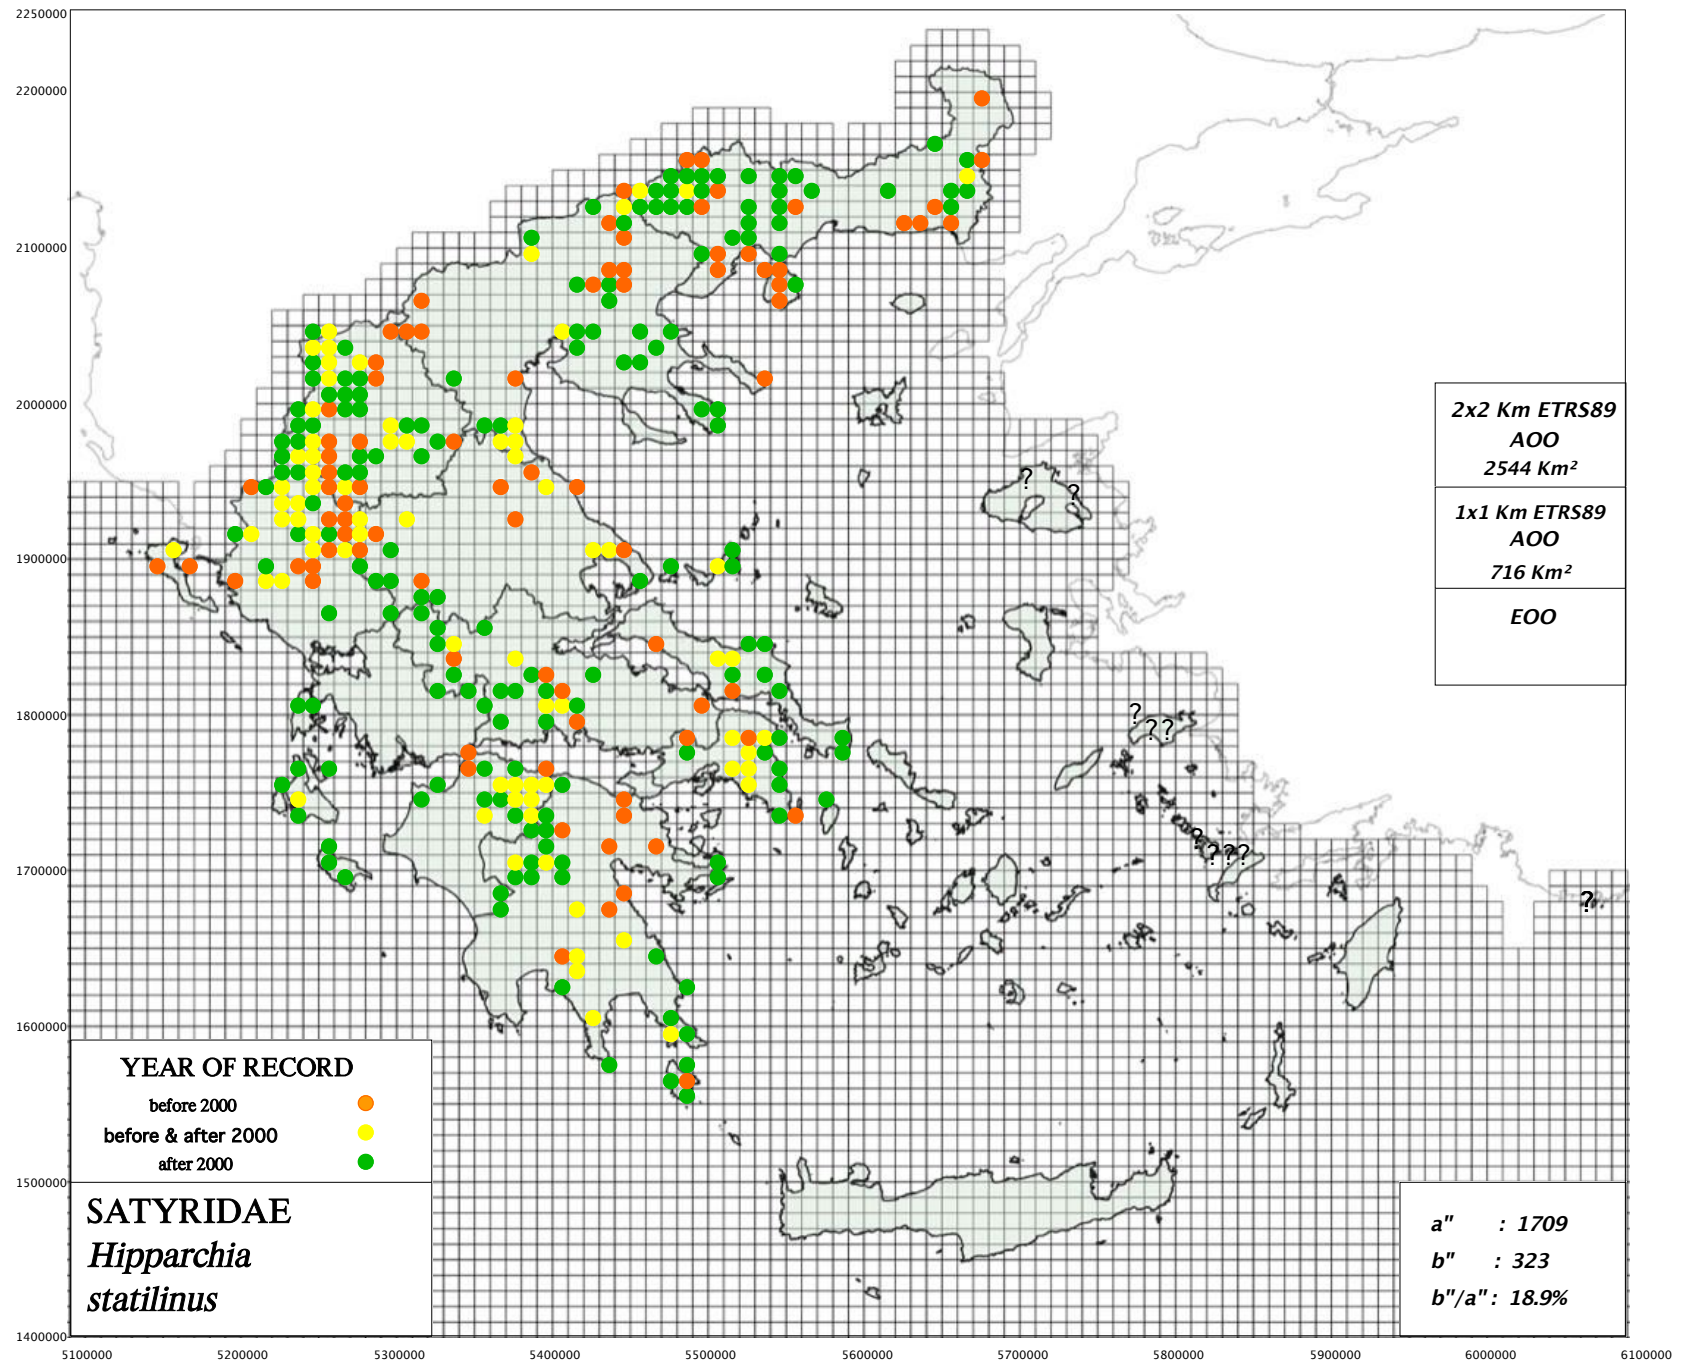 2250000
2200000
2100000
2000000
1900000
1800000
1700000
1600000
1500000
1400000
5100000 5200000 5300000 5400000 5500000 5600000 5700000 5800000 5900000 6000000 6100000
? ?
? ? ?
? ? ? ?
?
2x2 Km ETRS89
AOO
2544 Km²
1x1 Km ETRS89
AOO
716 Km²
EOO
YEAR OF RECORD
before 2000
before & after 2000
after 2000
SATYRIDAE
Hipparchia
statilinus
a" : 1709
b" : 323
b"/a" : 18.9%